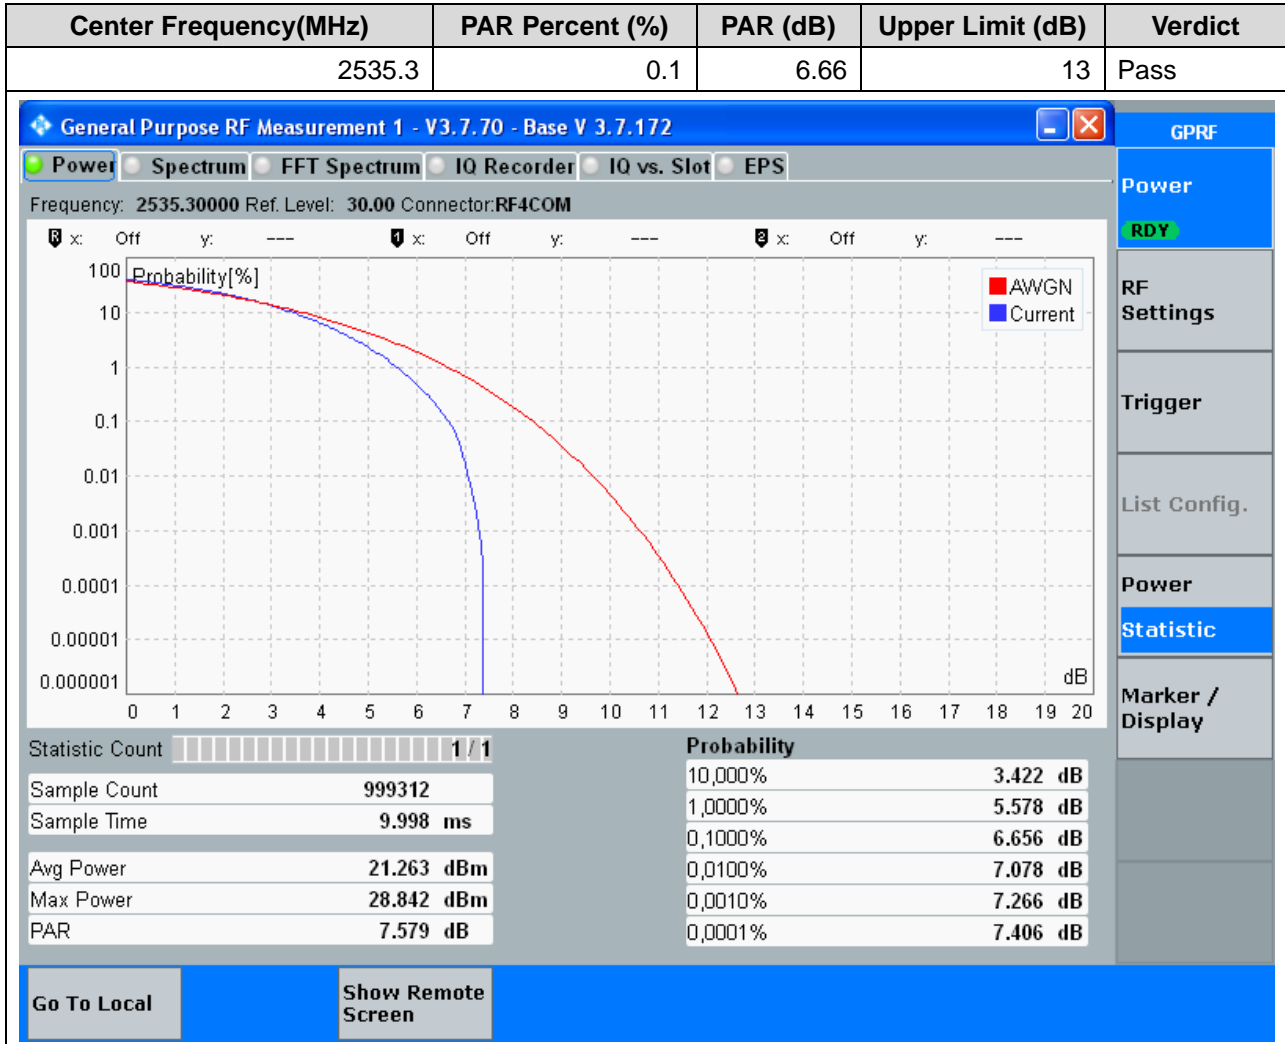 Center Frequency(MHz) PAR Percent (%) PAR (dB) Upper Limit (dB) Verdict
2535.3 0.1 6.66 13 Pass
General Purpose RF Measurement 1 - V3.7.70 - Base V 3.7.172
GPRF
Power Spectrum FFT Spectrum IQ Recorder IQ vs. Slot EPS
Power
RDY
Frequency: 2535.30000 Ref. Level: 30.00 Connector:RF4COM
R x: Off y: --- 1 x: Off y: --- 2 x: Off y: ---
100 Probability[%]
AWGN
Current
10
1
0.1
0.01
0.001
0.0001
0.00001
0.000001
dB
0 1 2 3 4 5 6 7 8 9 10 11 12 13 14 15 16 17 18 19 20
RF
Settings
Trigger
List Config.
Power
Statistic
Marker /
Display
Statistic Count 1 / 1
Sample Count 999312
Sample Time 9.998 ms
Avg Power 21.263 dBm
Max Power 28.842 dBm
PAR 7.579 dB
Probability
10,000% 3.422 dB
1,0000% 5.578 dB
0,1000% 6.656 dB
0,0100% 7.078 dB
0,0010% 7.266 dB
0,0001% 7.406 dB
Go To Local
Show Remote
Screen